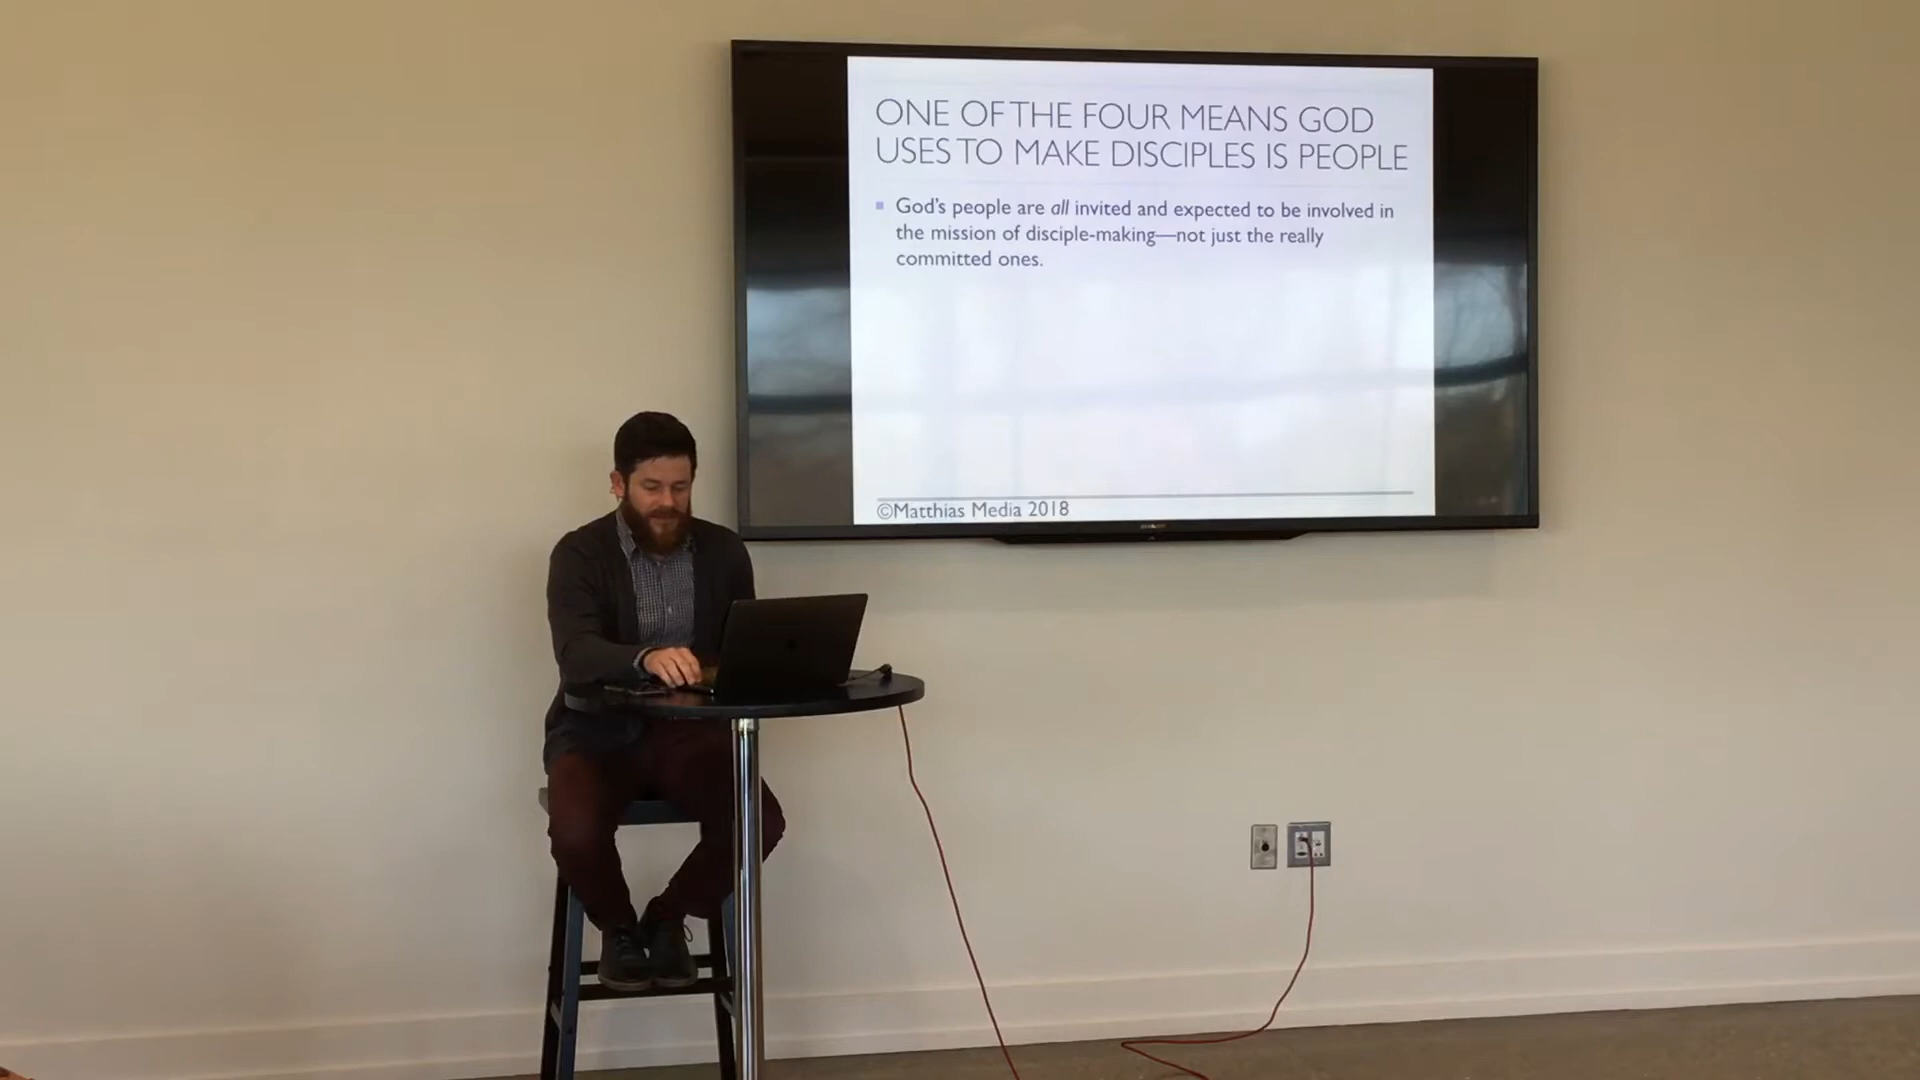 ONE OF THE FOUR MEANS GOD
USES TO MAKE DISCIPLES IS PEOPLE
God's people are all invited and expected to be involved in
the mission of disciple-making—not just the really
committed ones.
©Matthias Media 2018